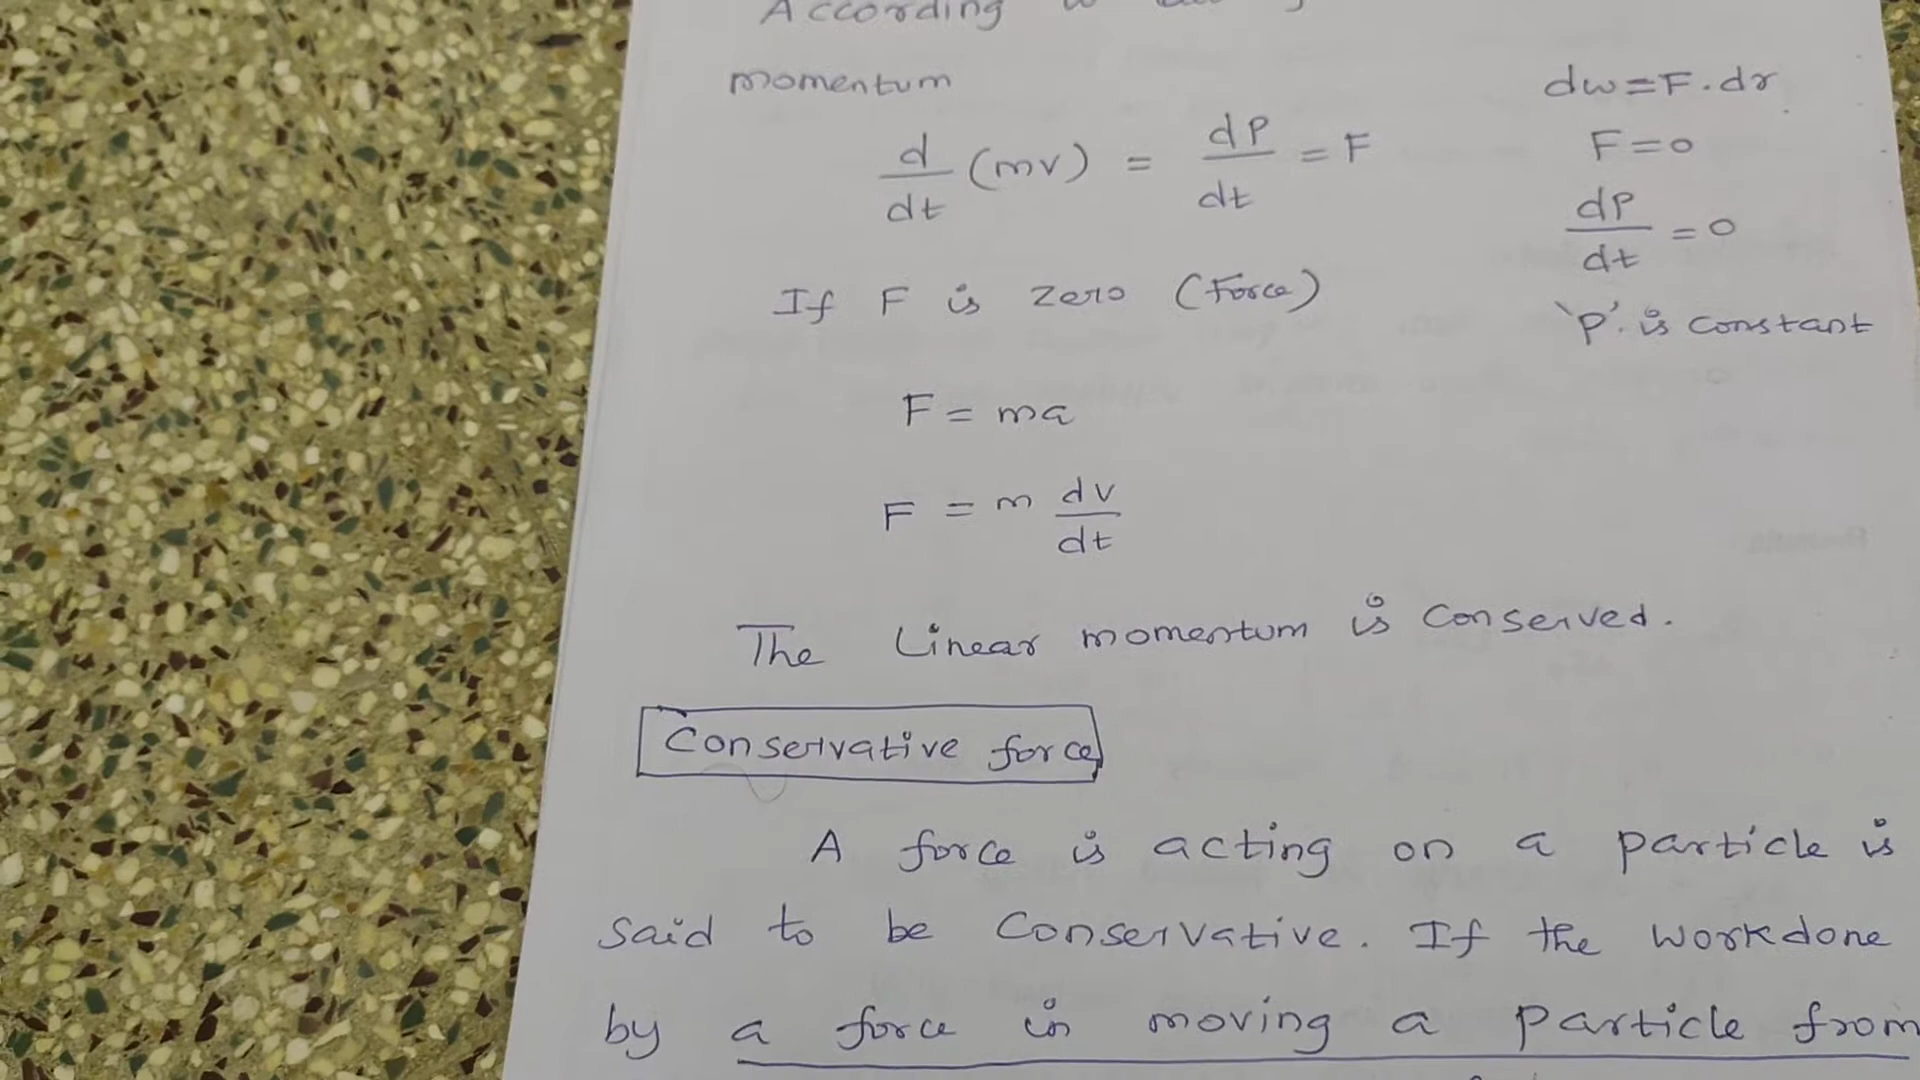 According
momentum
d/dt (mv) = dP/dt = F
dw=F.dr
F=0
dP/dt = 0
'P' is constant
If F is zero (Force)
F = ma
F = m dv/dt
The Linear momentum is conserved.
Conservative force
A force is acting on a particle is
said to be conservative. If the workdone
by a force in moving a particle from